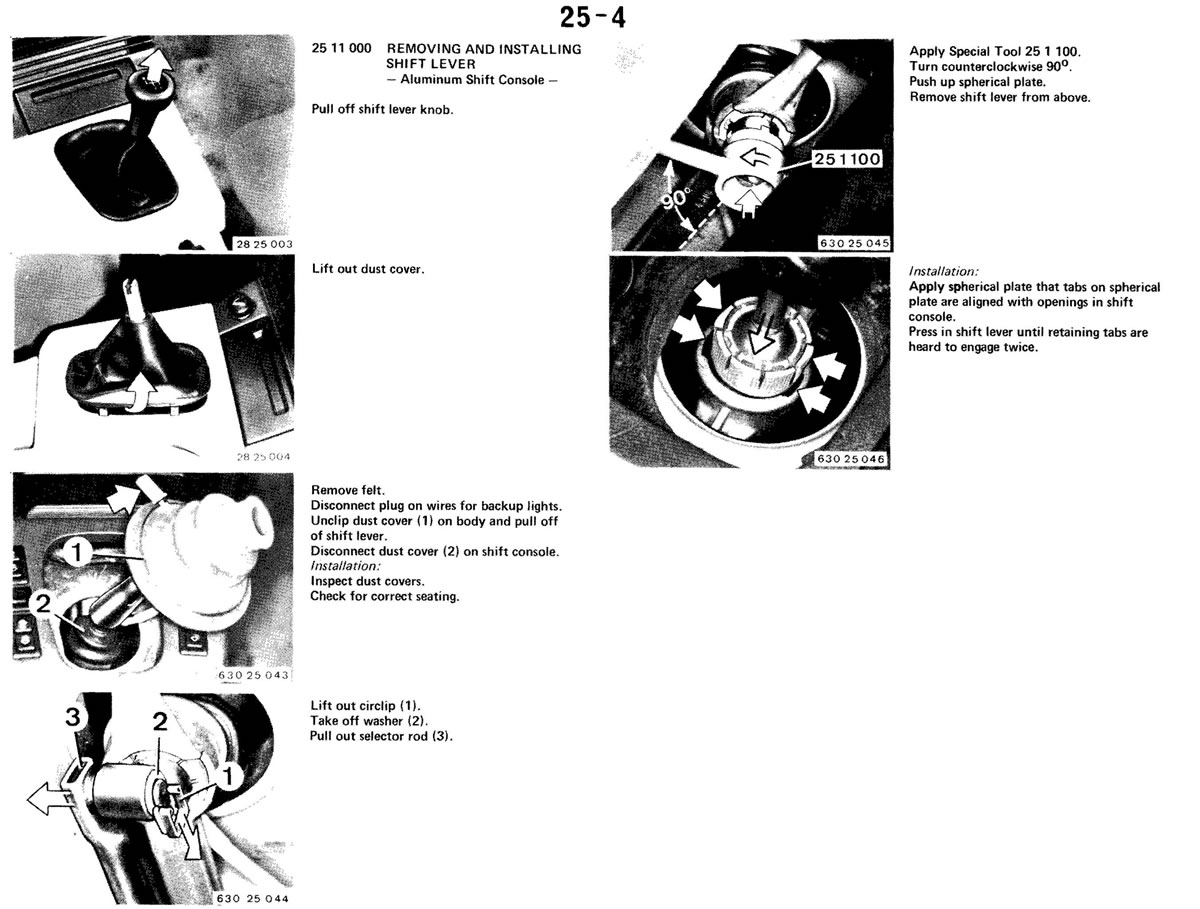 25-4
25 11 000 REMOVING AND INSTALLING
SHIFT LEVER
— Aluminum Shift Console —
Pull off shift lever knob.
28 25 003
Lift out dust cover.
28 25 004
Remove felt.
Disconnect plug on wires for backup lights.
Unclip dust cover (1) on body and pull off
of shift lever.
Disconnect dust cover (2) on shift console.
Installation:
Inspect dust covers.
Check for correct seating.
1
2
630 25 043
Lift out circlip (1).
Take off washer (2).
Pull out selector rod (3).
3
2
1
630 25 044
Apply Special Tool 25 1 100.
Turn counterclockwise 90°.
Push up spherical plate.
Remove shift lever from above.
251100
90°
630 25 045
Installation:
Apply spherical plate that tabs on spherical
plate are aligned with openings in shift
console.
Press in shift lever until retaining tabs are
heard to engage twice.
630 25 046